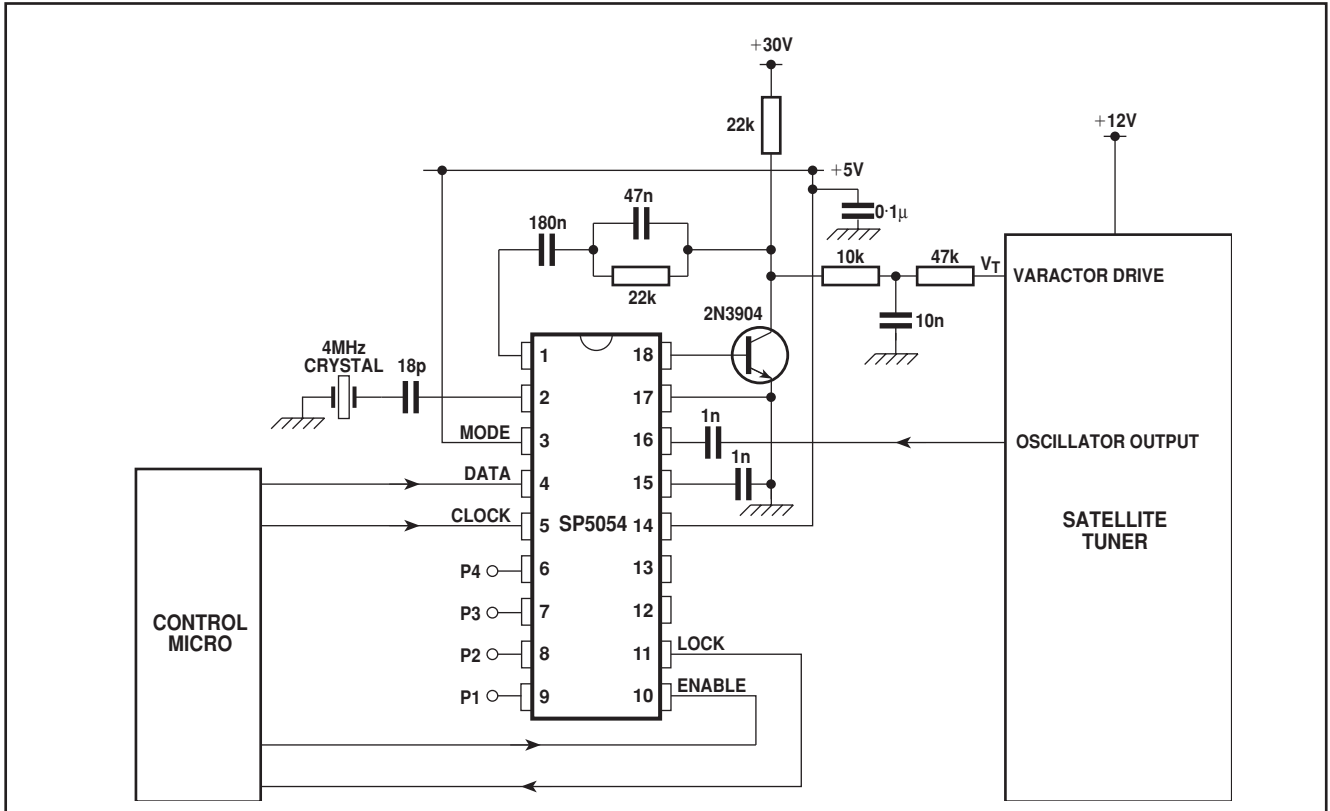 +30V
22k
+12V
+5V
47n
180n
0·1µ
22k
10k
47k
VT
VARACTOR DRIVE
10n
2N3904
4MHz
CRYSTAL
18p
1
18
2
17
MODE
3
16
1n
OSCILLATOR OUTPUT
DATA
4
15
1n
CLOCK
5
SP5054
14
SATELLITE
TUNER
P4
6
13
P3
7
12
CONTROL
MICRO
P2
8
11
LOCK
P1
9
10
ENABLE